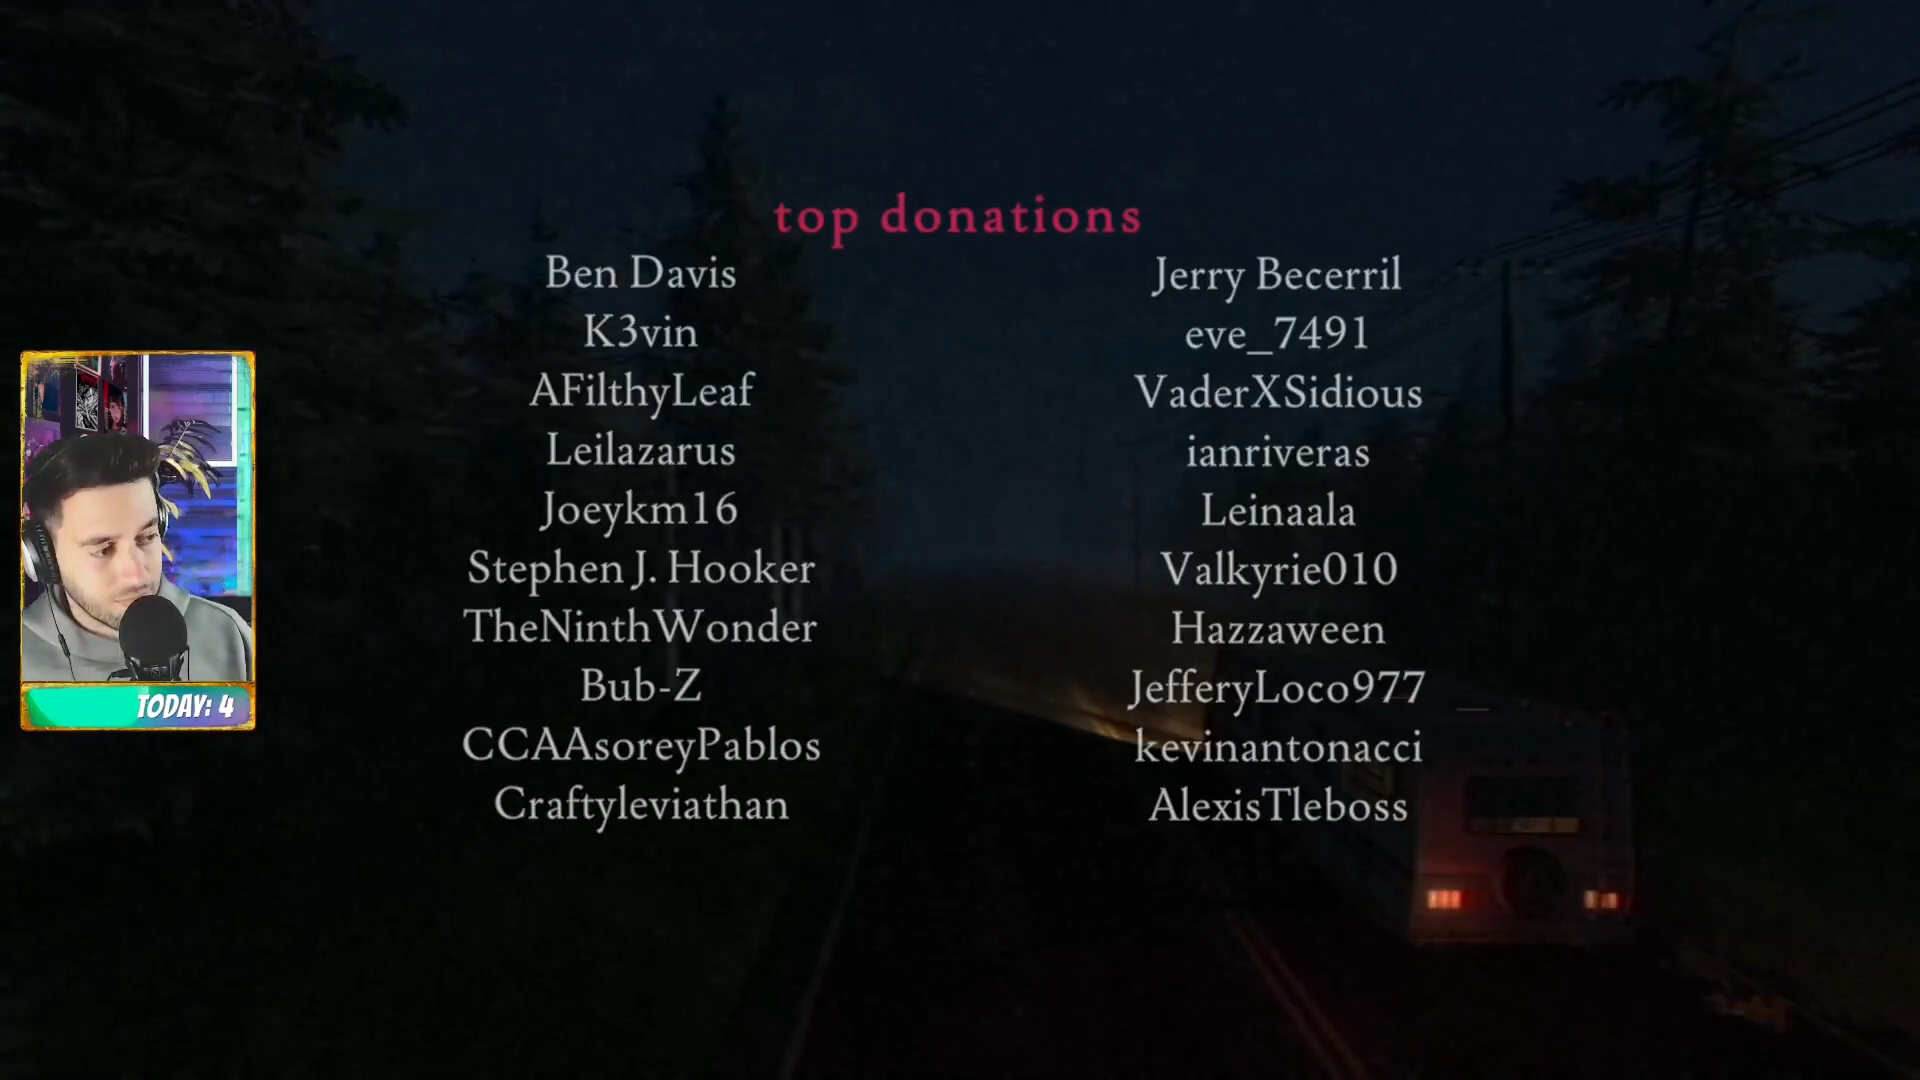 top donations
Ben Davis
K3vin
AFilthyLeaf
Leilazarus
Joeykm16
Stephen J. Hooker
TheNinthWonder
Bub-Z
CCAAsoreyPablos
Craftyleviathan
Jerry Becerril
eve_7491
VaderXSidious
ianriveras
Leinaala
Valkyrie010
Hazzaween
JefferyLoco977
kevinantonacci
AlexisTleboss
TODAY: 4